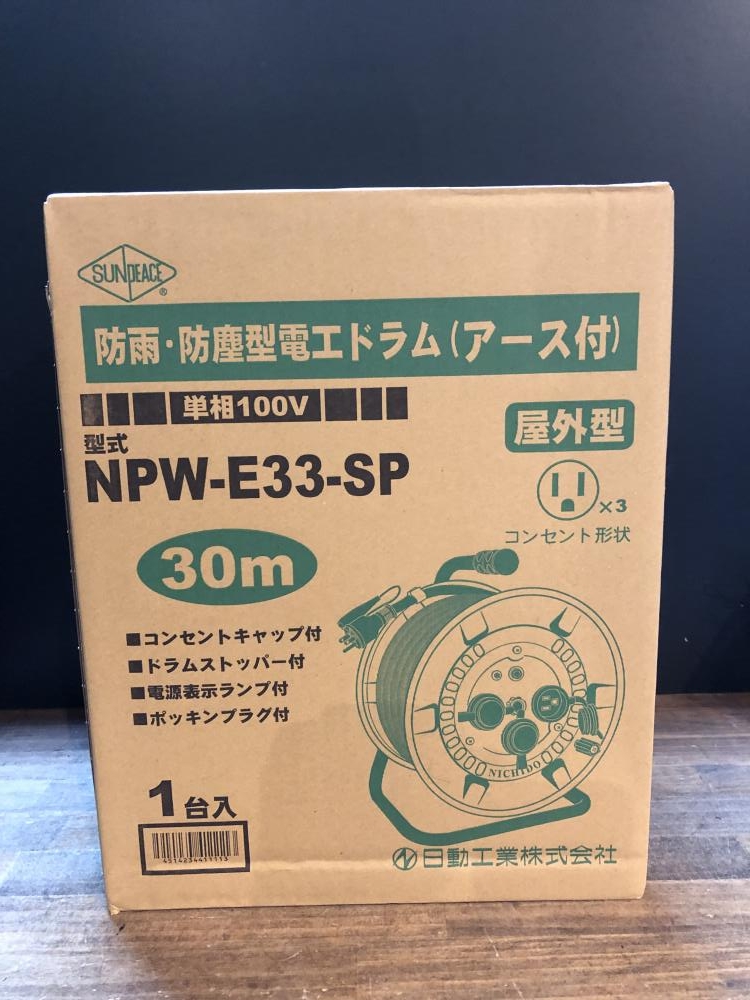 SUNPEACE®
防雨・防塵型電工ドラム(アース付)
単相100V
型式
NPW-E33-SP
屋外型
×3
コンセント形状
30m
■コンセントキャップ付
■ドラムストッパー付
■電源表示ランプ付
■ポッキンプラグ付
NICHIDO
1台入
4514234411113
日動工業株式会社